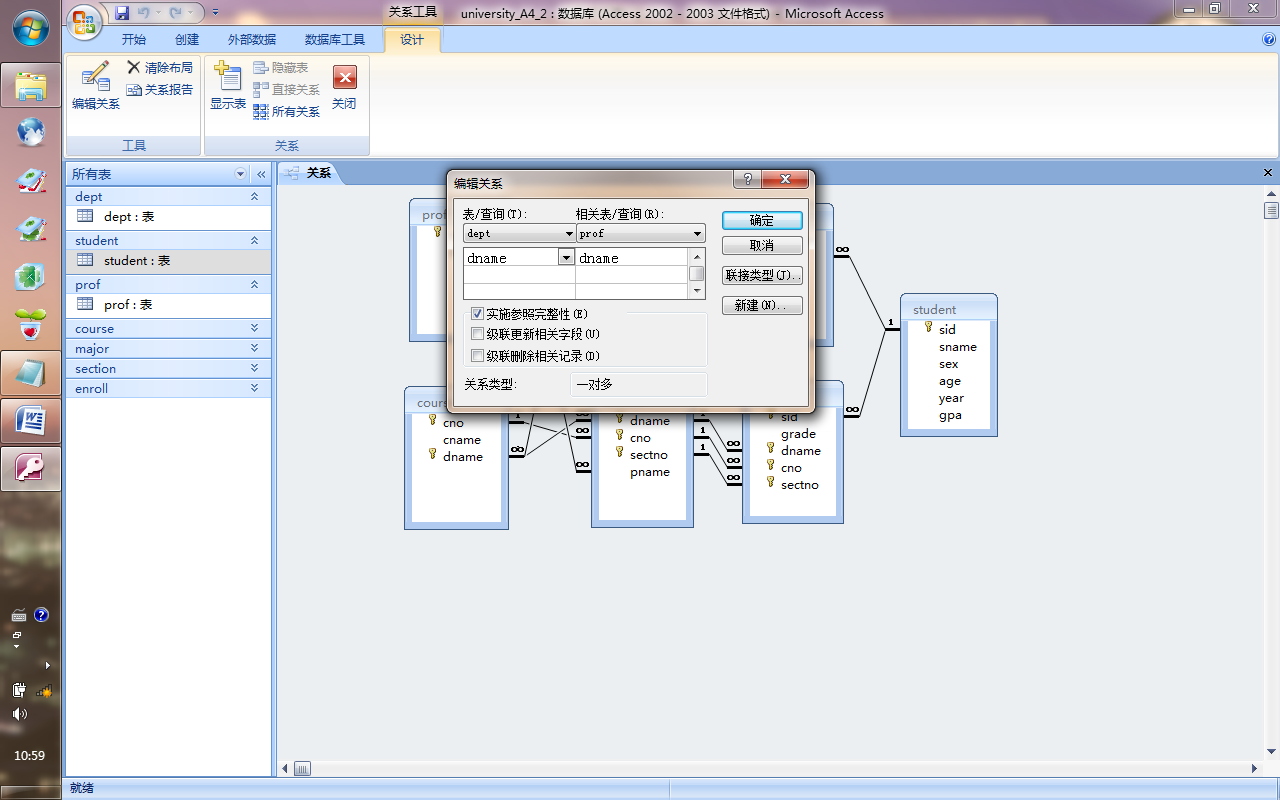 关系工具
university_A4_2 : 数据库 (Access 2002 - 2003 文件格式) - Microsoft Access
开始 创建 外部数据 数据库工具 设计
编辑关系
清除布局
关系报告
工具
显示表
隐藏表
直接关系
所有关系
关闭
关系
所有表
dept
dept : 表
student
student : 表
prof
prof : 表
course
major
section
enroll
关系
编辑关系
表/查询(T):
相关表/查询(R):
dept
prof
dname
dname
实施参照完整性(E)
级联更新相关字段(U)
级联删除相关记录(D)
关系类型:
一对多
确定
取消
联接类型(J)..
新建(N)..
prof
student
sid
sname
sex
age
year
gpa
cno
cname
dname
dname
cno
sectno
pname
sid
grade
dname
cno
sectno
1
∞
1
∞
∞
∞
∞
1
1
1
∞
∞
∞
∞
10:59
就绪